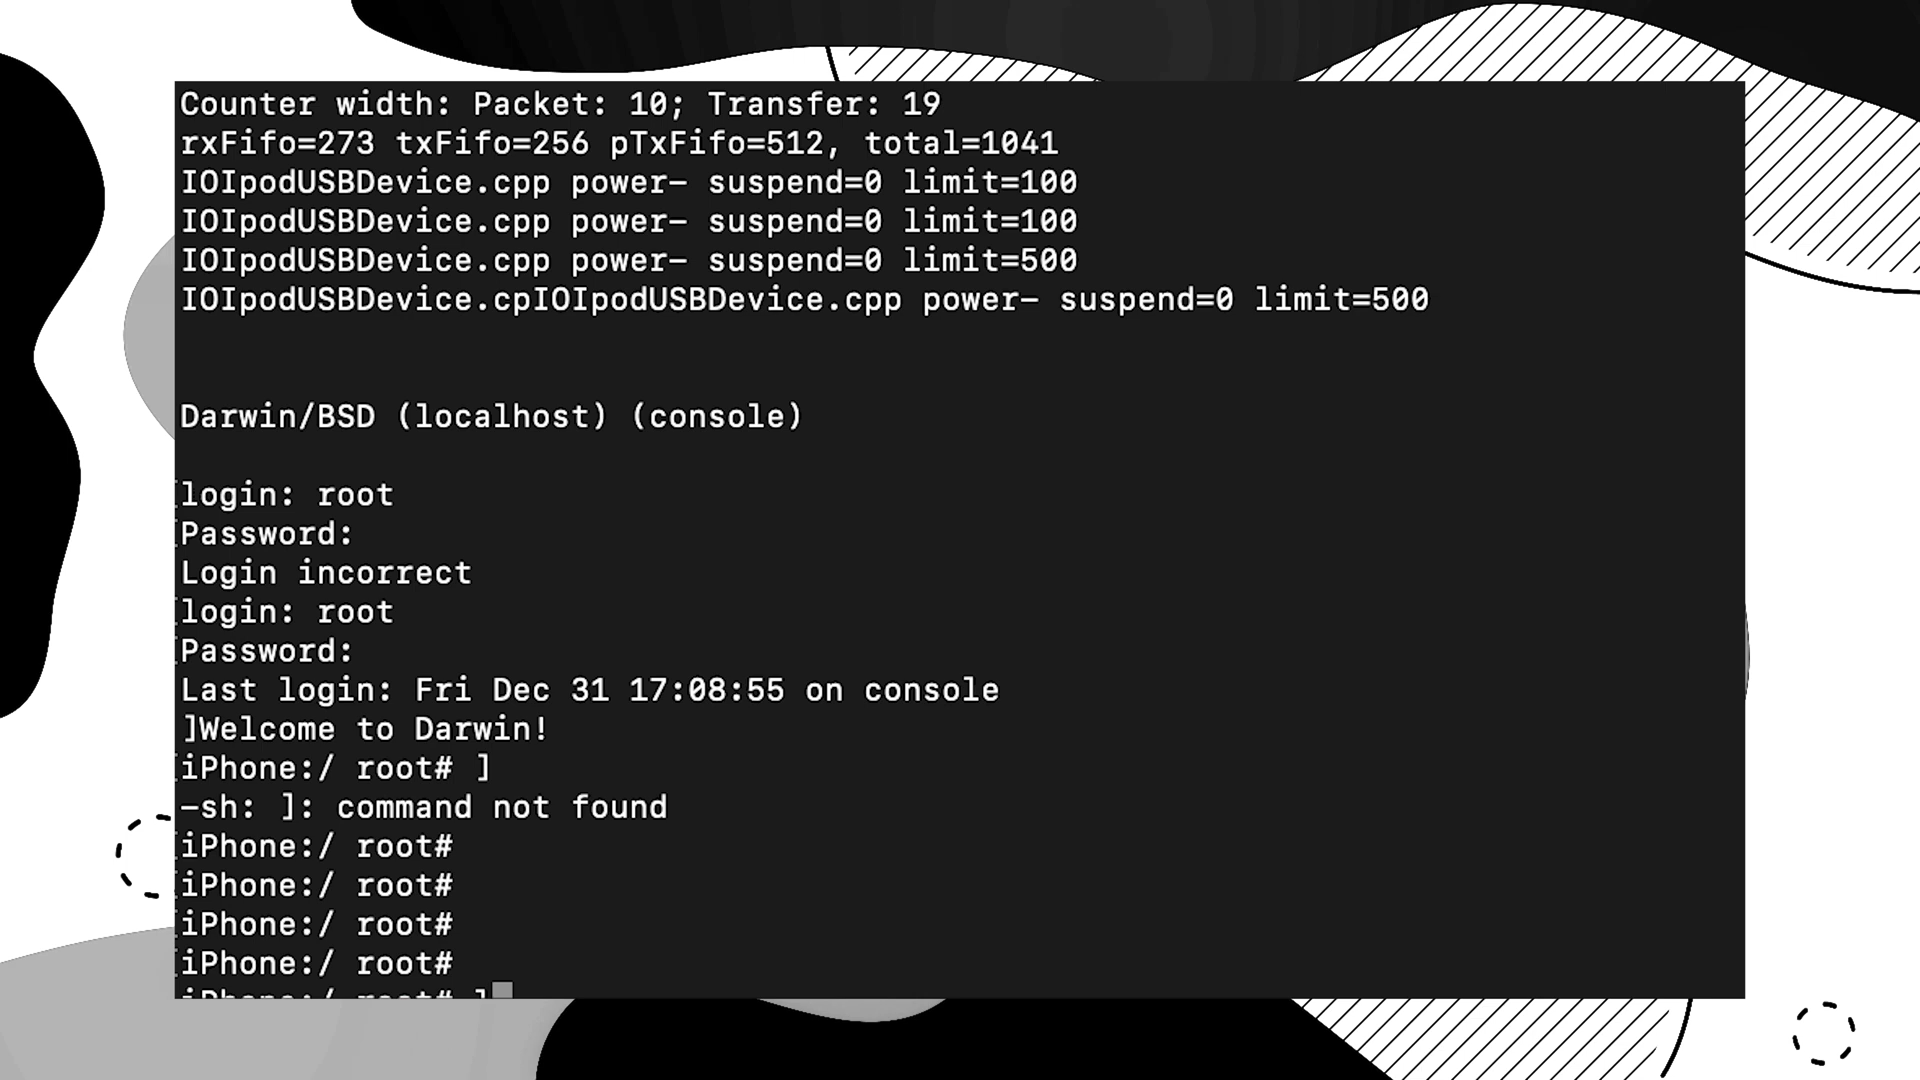 Counter width: Packet: 10; Transfer: 19
rxFifo=273 txFifo=256 pTxFifo=512, total=1041
IOIpodUSBDevice.cpp power- suspend=0 limit=100
IOIpodUSBDevice.cpp power- suspend=0 limit=100
IOIpodUSBDevice.cpp power- suspend=0 limit=500
IOIpodUSBDevice.cpIOIpodUSBDevice.cpp power- suspend=0 limit=500
Darwin/BSD (localhost) (console)
login: root
Password:
Login incorrect
login: root
Password:
Last login: Fri Dec 31 17:08:55 on console
]Welcome to Darwin!
iPhone:/ root# ]
-sh: ]: command not found
iPhone:/ root#
iPhone:/ root#
iPhone:/ root#
iPhone:/ root#
iPhone:/ root# ]